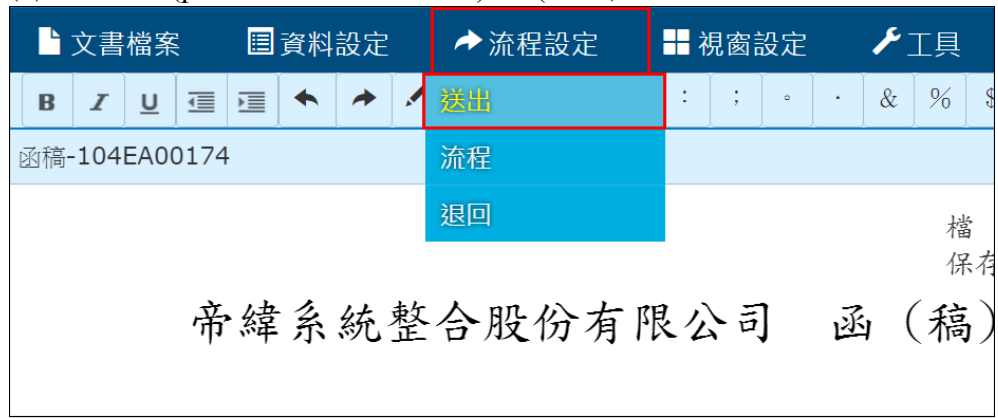 文書檔案 資料設定 流程設定 視窗設定 工具
B I U 送出 : ; 。 · & % $
函稿-104EA00174
流程
退回
檔
保存
帝緯系統整合股份有限公司 函（稿）